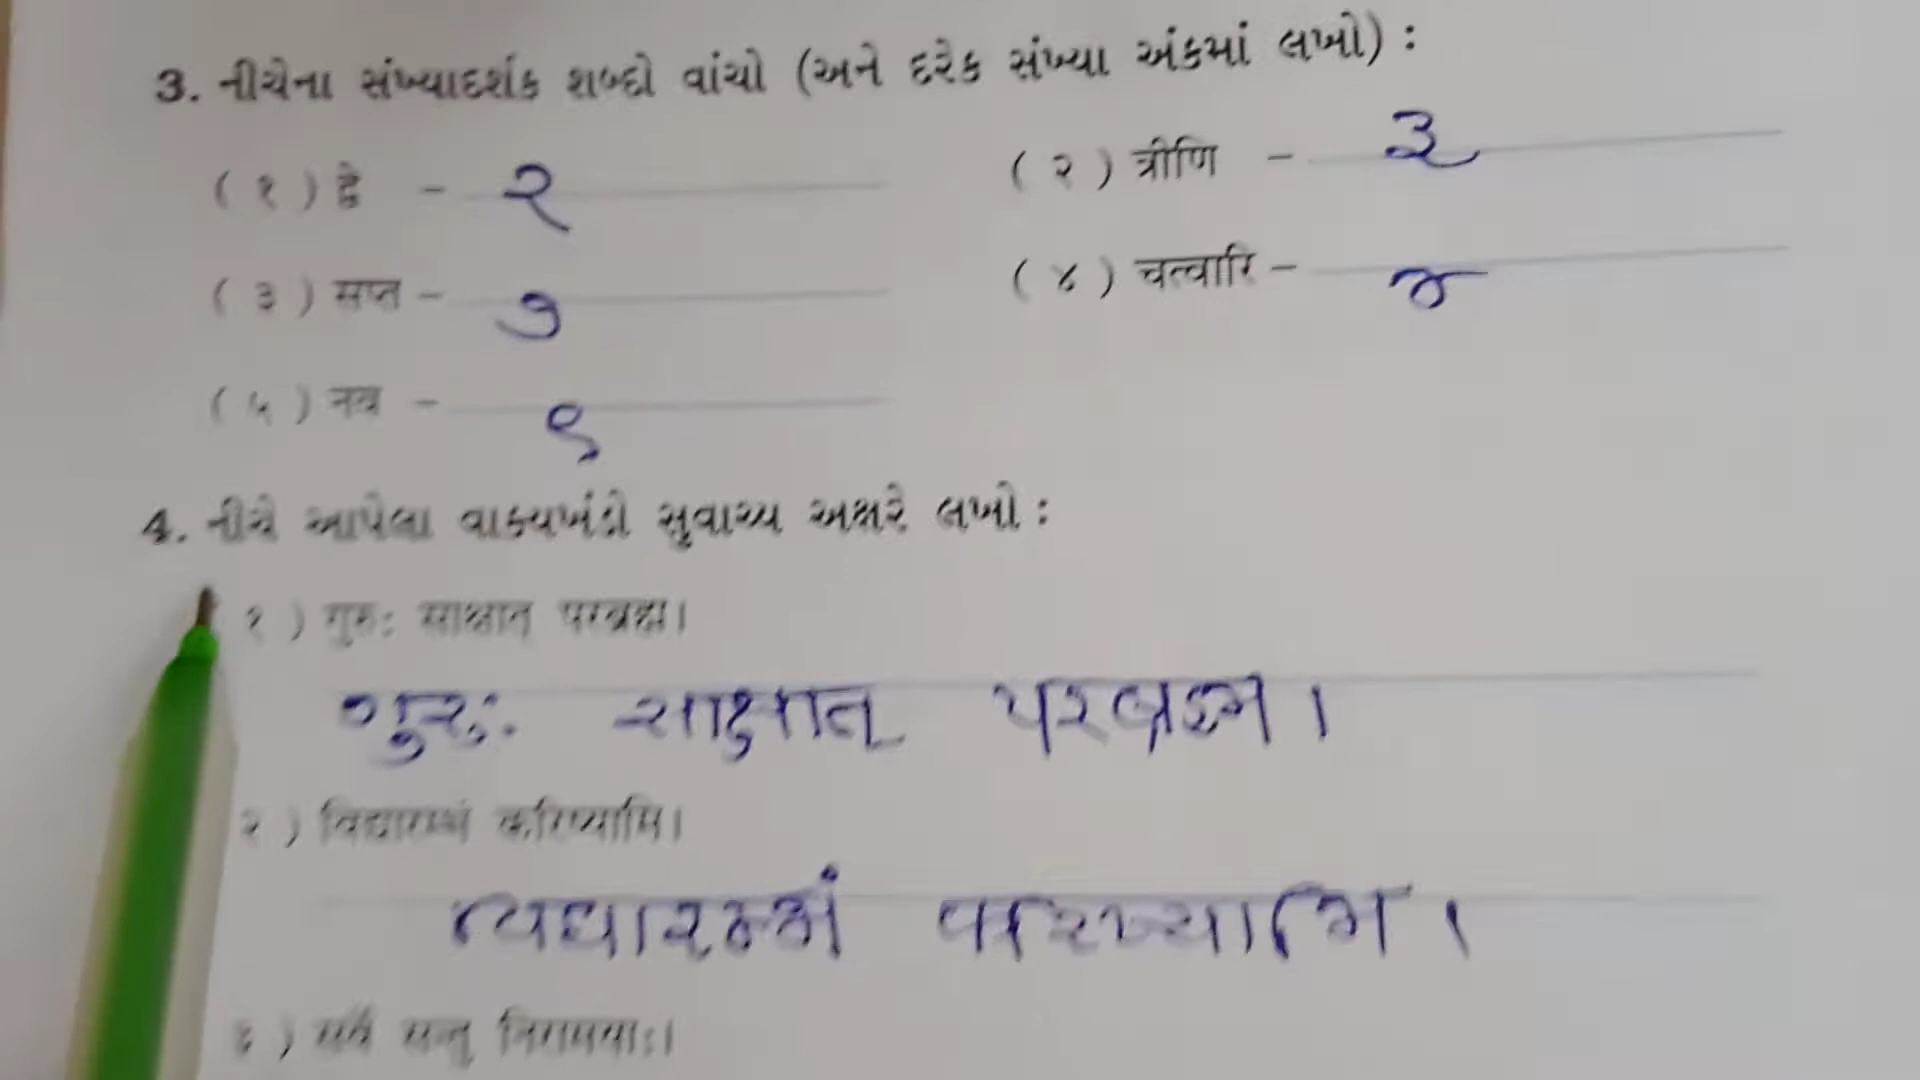 3. નીચેના સંખ્યાદર્શક શબ્દો વાંચો (અને દરેક સંખ્યા અંકમાં લખો) :
( १ ) द्वे - २ ( २ ) त्रीणि - ३
( ३ ) सप्त - ७ ( ४ ) चत्वारि - ४
( ५ ) नव - ९
4. નીચે આપેલા વાક્યખંડો સુવાચ્ય અક્ષરે લખો :
१ ) गुरुः साक्षात् परब्रह्म।
गुरुः साक्षात् परब्रह्म ।
२ ) विद्यारम्भं करिष्यामि।
विद्यारम्भं करिष्यामि ।
३ ) सर्वे सन्तु निरामयाः।